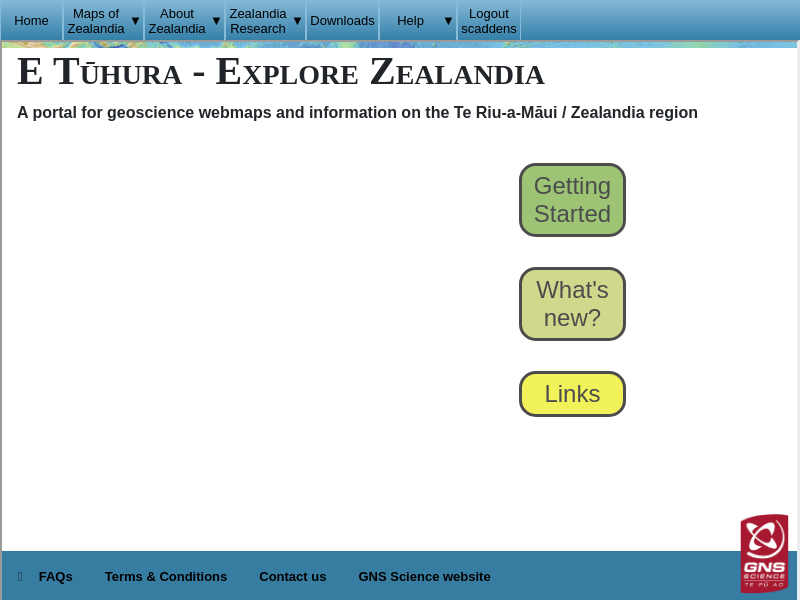 Home
Maps of
Zealandia ▼
About
Zealandia ▼
Zealandia
Research ▼
Downloads
Help ▼
Logout
scaddens
E Tūhura - Explore Zealandia
A portal for geoscience webmaps and information on the Te Riu-a-Māui / Zealandia region
Getting
Started
What's
new?
Links
GNS
SCIENCE
TE PŪ AO
FAQs
Terms & Conditions
Contact us
GNS Science website